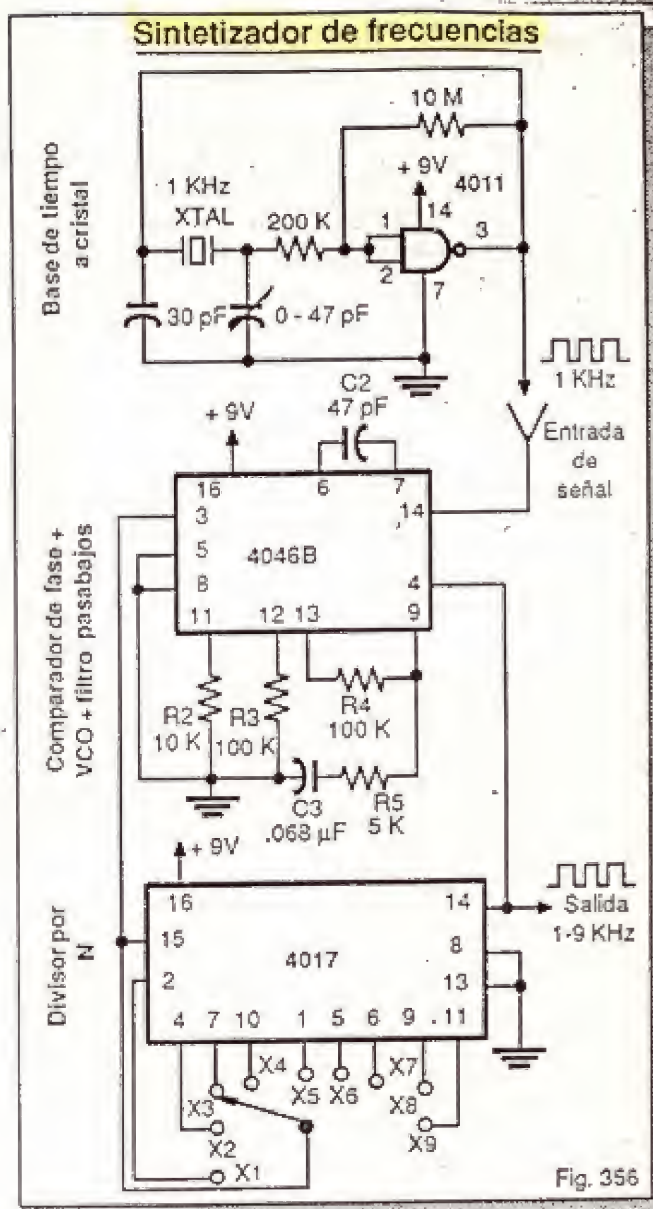 Sintetizador de frecuencias
Base de tiempo
a cristal
10 M
+ 9V
4011
1 KHz
XTAL
200 K
1
14
3
2
7
30 pF
0 - 47 pF
1 KHz
Entrada
de
señal
Comparador de fase +
VCO + filtro pasabajos
+ 9V
C2
47 pF
16
6
7
3
14
5
4046B
8
4
11
12
13
9
R2
10 K
R3
100 K
R4
100 K
C3
.068 µF
R5
5 K
Divisor por
N
+ 9V
16
14
Salida
1-9 KHz
15
8
4017
2
13
4
7
10
1
5
6
9
11
X3
X4
X5
X6
X7
X8
X2
X9
X1
Fig. 356